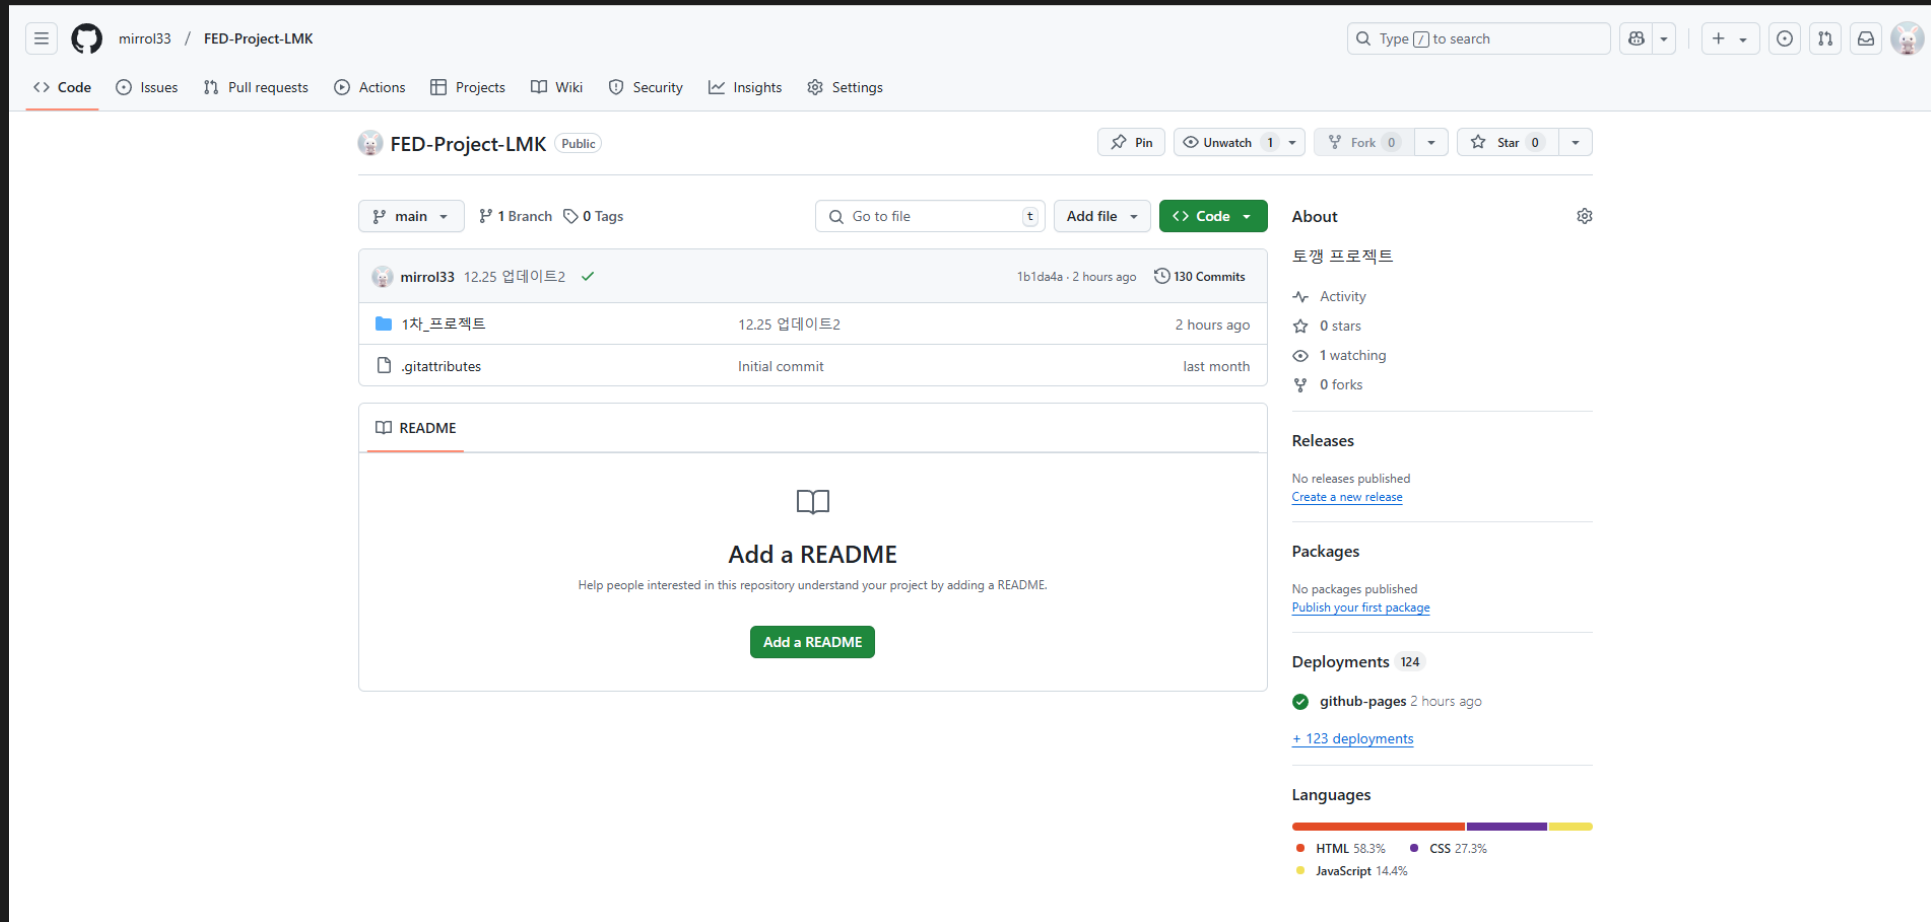 mirrol33 / FED-Project-LMK
Type / to search
Code Issues Pull requests Actions Projects Wiki Security Insights Settings
FED-Project-LMK Public
Pin Unwatch 1 Fork 0 Star 0
main 1 Branch 0 Tags
Go to file t Add file Code
mirrol33 12.25 업데이트2 1b1da4a · 2 hours ago 130 Commits
1차_프로젝트 12.25 업데이트2 2 hours ago
.gitattributes Initial commit last month
README
Add a README
Help people interested in this repository understand your project by adding a README.
Add a README
About
토깽 프로젝트
Activity
0 stars
1 watching
0 forks
Releases
No releases published
Create a new release
Packages
No packages published
Publish your first package
Deployments 124
github-pages 2 hours ago
+ 123 deployments
Languages
HTML 58.3% CSS 27.3%
JavaScript 14.4%